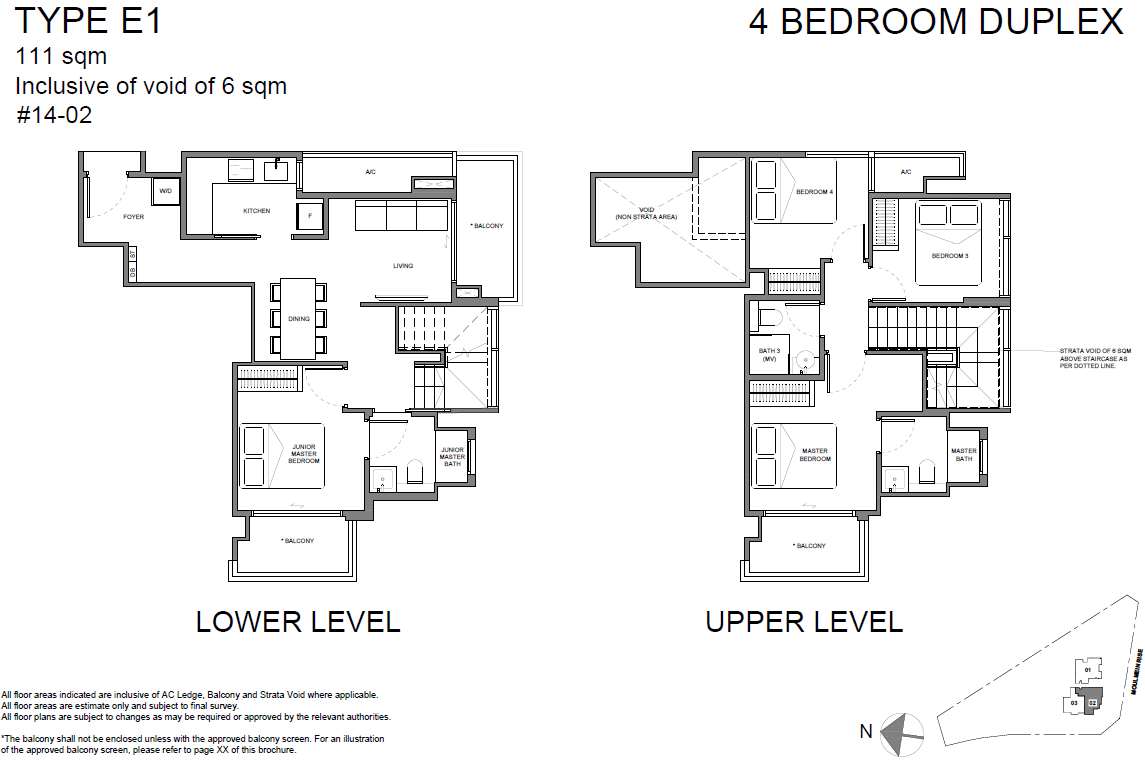 TYPE E1
4 BEDROOM DUPLEX
111 sqm
Inclusive of void of 6 sqm
#14-02
W/D
FOYER
KITCHEN
A/C
F
* BALCONY
LIVING
ST
DB
DINING
JUNIOR
MASTER
BEDROOM
JUNIOR
MASTER
BATH
* BALCONY
LOWER LEVEL
VOID
(NON STRATA AREA)
BEDROOM 4
A/C
BEDROOM 3
BATH 3
(MV)
STRATA VOID OF 6 SQM
ABOVE STAIRCASE AS
PER DOTTED LINE.
MASTER
BEDROOM
MASTER
BATH
* BALCONY
UPPER LEVEL
All floor areas indicated are inclusive of AC Ledge, Balcony and Strata Void where applicable.
All floor areas are estimate only and subject to final survey.
All floor plans are subject to changes as may be required or approved by the relevant authorities.
*The balcony shall not be enclosed unless with the approved balcony screen. For an illustration
of the approved balcony screen, please refer to page XX of this brochure.
N
01
03
02
MOULMEIN RISE